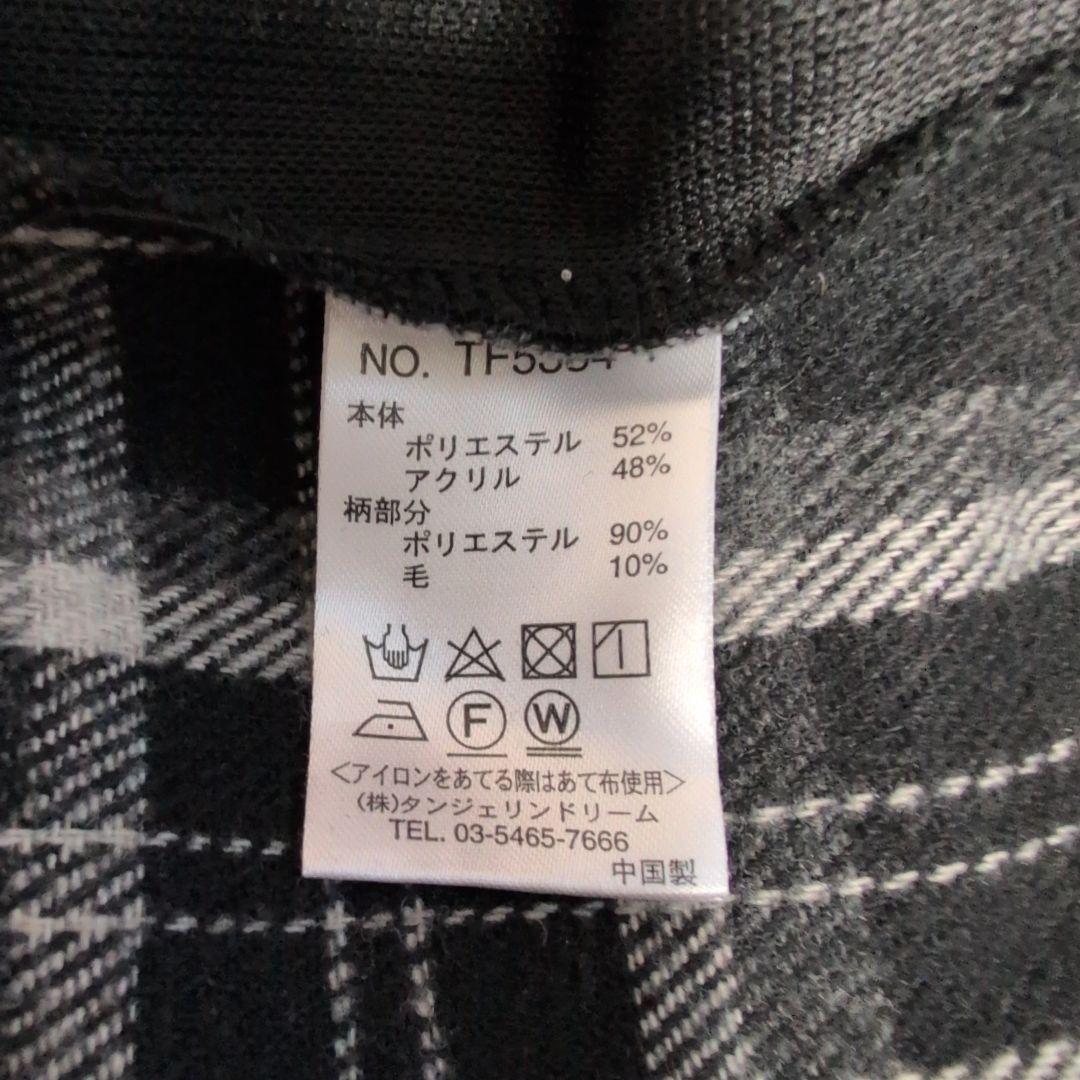 NO.
本体
ポリエステル 52%
アクリル 48%
柄部分
ポリエステル 90%
毛 10%
F W
<アイロンをあてる際はあて布使用>
(株)タンジェリンドリーム
TEL. 03-5465-7666
中国製